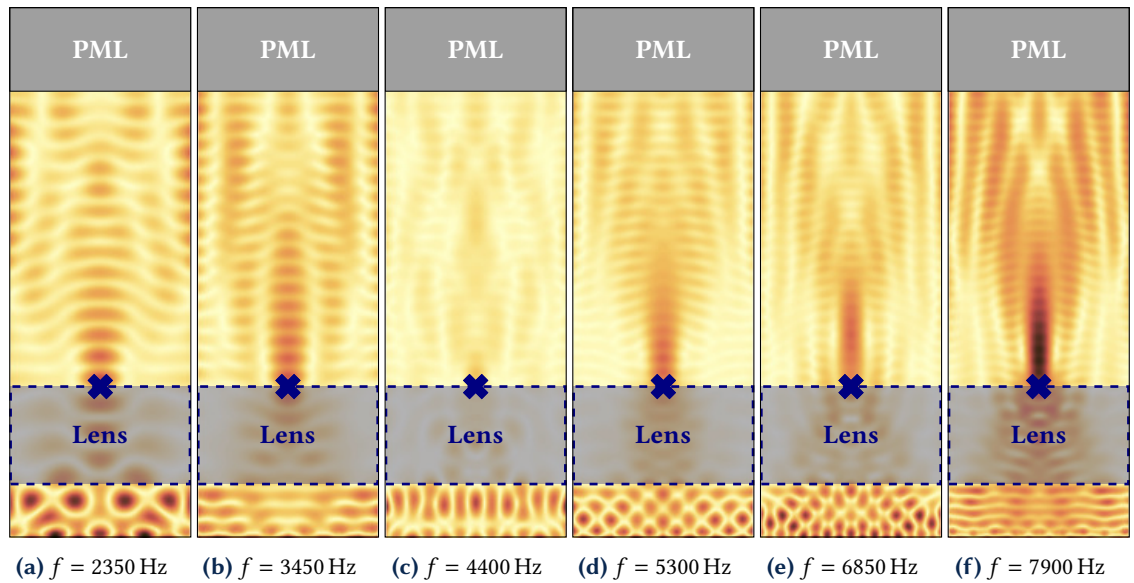 PML PML PML PML PML PML
Lens Lens Lens Lens Lens Lens
(a) f = 2350 Hz (b) f = 3450 Hz (c) f = 4400 Hz (d) f = 5300 Hz (e) f = 6850 Hz (f) f = 7900 Hz